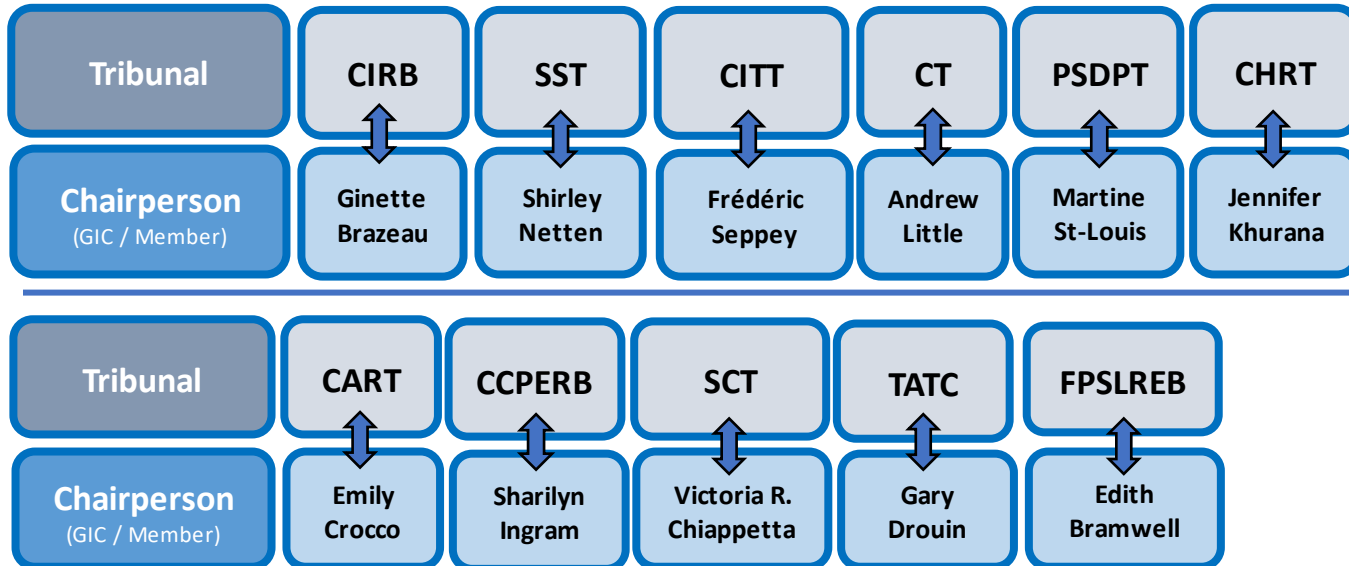 Tribunal
CIRB
SST
CITT
CT
PSDPT
CHRT
Chairperson
(GIC / Member)
Ginette
Brazeau
Shirley
Netten
Frédéric
Seppey
Andrew
Little
Martine
St-Louis
Jennifer
Khurana
Tribunal
CART
CCPERB
SCT
TATC
FPSLREB
Chairperson
(GIC / Member)
Emily
Crocco
Sharilyn
Ingram
Victoria R.
Chiappetta
Gary
Drouin
Edith
Bramwell